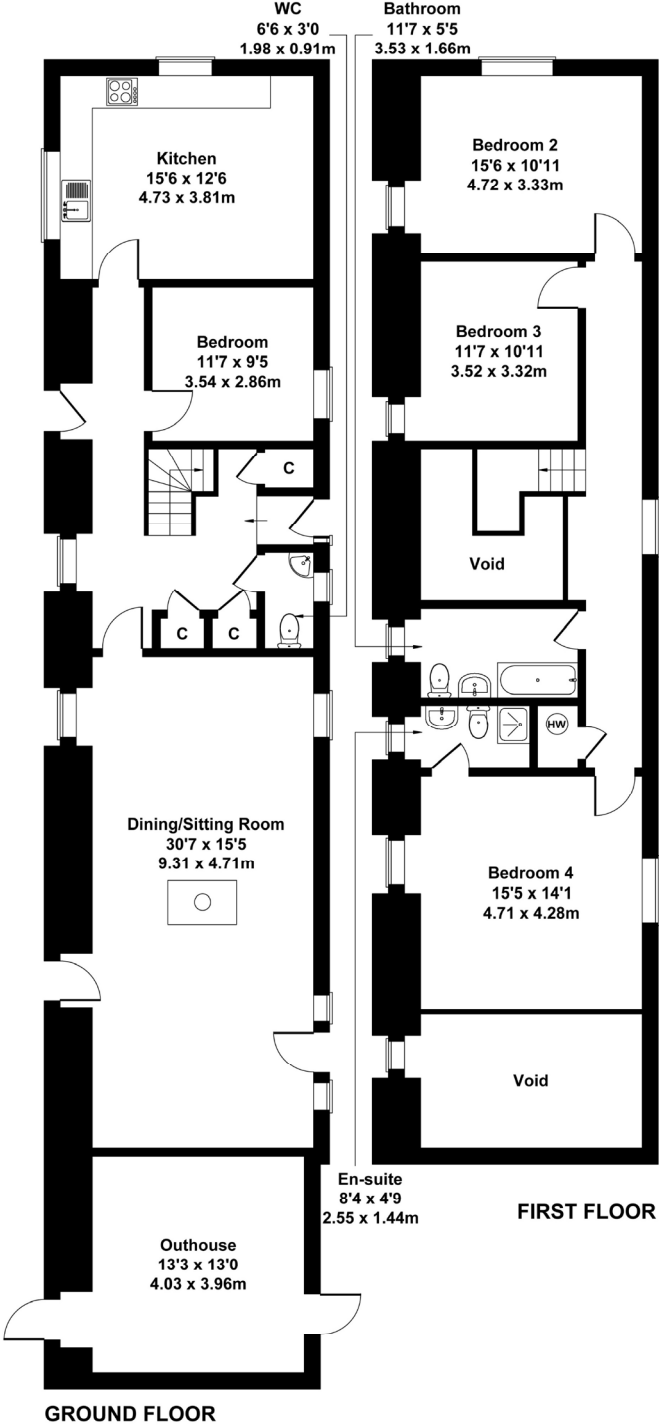 WC
6'6 x 3'0
1.98 x 0.91m
Bathroom
11'7 x 5'5
3.53 x 1.66m
Kitchen
15'6 x 12'6
4.73 x 3.81m
Bedroom
11'7 x 9'5
3.54 x 2.86m
C
C
C
Dining/Sitting Room
30'7 x 15'5
9.31 x 4.71m
Outhouse
13'3 x 13'0
4.03 x 3.96m
GROUND FLOOR
Bedroom 2
15'6 x 10'11
4.72 x 3.33m
Bedroom 3
11'7 x 10'11
3.52 x 3.32m
Void
HW
Bedroom 4
15'5 x 14'1
4.71 x 4.28m
Void
En-suite
8'4 x 4'9
2.55 x 1.44m
FIRST FLOOR